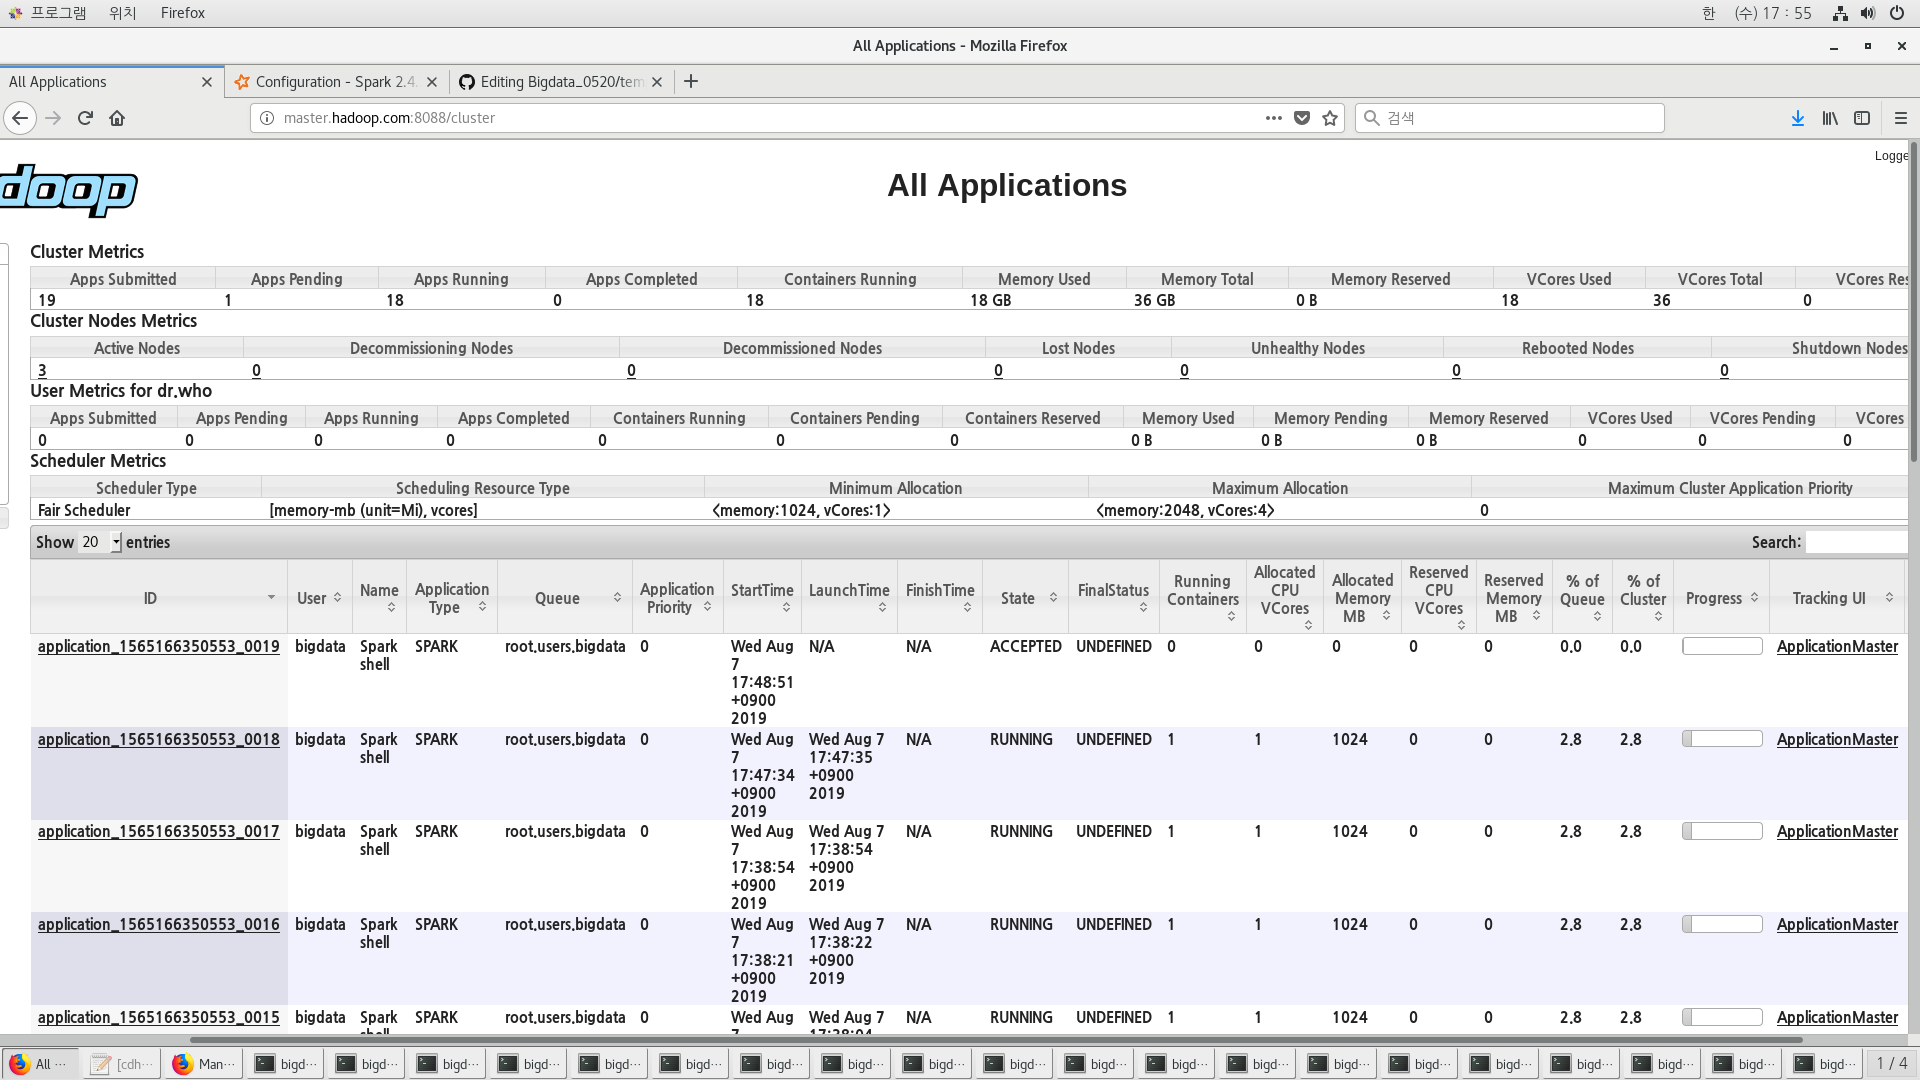 프로그램 위치 Firefox 한 (수) 17 : 55
All Applications - Mozilla Firefox
All Applications Configuration - Spark 2.4. Editing Bigdata_0520/tem
master.hadoop.com:8088/cluster 검색
Logge
doop
All Applications
Cluster Metrics
Apps Submitted Apps Pending Apps Running Apps Completed Containers Running Memory Used Memory Total Memory Reserved VCores Used VCores Total VCores Res
19 1 18 0 18 18 GB 36 GB 0 B 18 36 0
Cluster Nodes Metrics
Active Nodes Decommissioning Nodes Decommissioned Nodes Lost Nodes Unhealthy Nodes Rebooted Nodes Shutdown Nodes
3 0 0 0 0 0 0
User Metrics for dr.who
Apps Submitted Apps Pending Apps Running Apps Completed Containers Running Containers Pending Containers Reserved Memory Used Memory Pending Memory Reserved VCores Used VCores Pending VCores
0 0 0 0 0 0 0 0 B 0 B 0 B 0 0 0
Scheduler Metrics
Scheduler Type Scheduling Resource Type Minimum Allocation Maximum Allocation Maximum Cluster Application Priority
Fair Scheduler [memory-mb (unit=Mi), vcores] <memory:1024, vCores:1> <memory:2048, vCores:4> 0
Show 20 entries Search:
ID User Name Application Type Queue Application Priority StartTime LaunchTime FinishTime State FinalStatus Running Containers Allocated CPU VCores Allocated Memory MB Reserved CPU VCores Reserved Memory MB % of Queue % of Cluster Progress Tracking UI
application_1565166350553_0019 bigdata Spark SPARK root.users.bigdata 0 Wed Aug N/A N/A ACCEPTED UNDEFINED 0 0 0 0 0 0.0 0.0 ApplicationMaster
shell 7
17:48:51
+0900
2019
application_1565166350553_0018 bigdata Spark SPARK root.users.bigdata 0 Wed Aug Wed Aug 7 N/A RUNNING UNDEFINED 1 1 1024 0 0 2.8 2.8 ApplicationMaster
shell 7 17:47:35
17:47:34 +0900
+0900 2019
2019
application_1565166350553_0017 bigdata Spark SPARK root.users.bigdata 0 Wed Aug Wed Aug 7 N/A RUNNING UNDEFINED 1 1 1024 0 0 2.8 2.8 ApplicationMaster
shell 7 17:38:54
17:38:54 +0900
+0900 2019
2019
application_1565166350553_0016 bigdata Spark SPARK root.users.bigdata 0 Wed Aug Wed Aug 7 N/A RUNNING UNDEFINED 1 1 1024 0 0 2.8 2.8 ApplicationMaster
shell 7 17:38:22
17:38:21 +0900
+0900 2019
2019
application_1565166350553_0015 bigdata Spark SPARK root.users.bigdata 0 Wed Aug Wed Aug 7 N/A RUNNING UNDEFINED 1 1 1024 0 0 2.8 2.8 ApplicationMaster
shell 7 17:38:04
All ··· [cdh··· Man··· bigd··· bigd··· bigd··· bigd··· bigd··· bigd··· bigd··· bigd··· bigd··· bigd··· bigd··· bigd··· bigd··· bigd··· bigd··· bigd··· bigd··· bigd··· bigd··· bigd··· 1 / 4